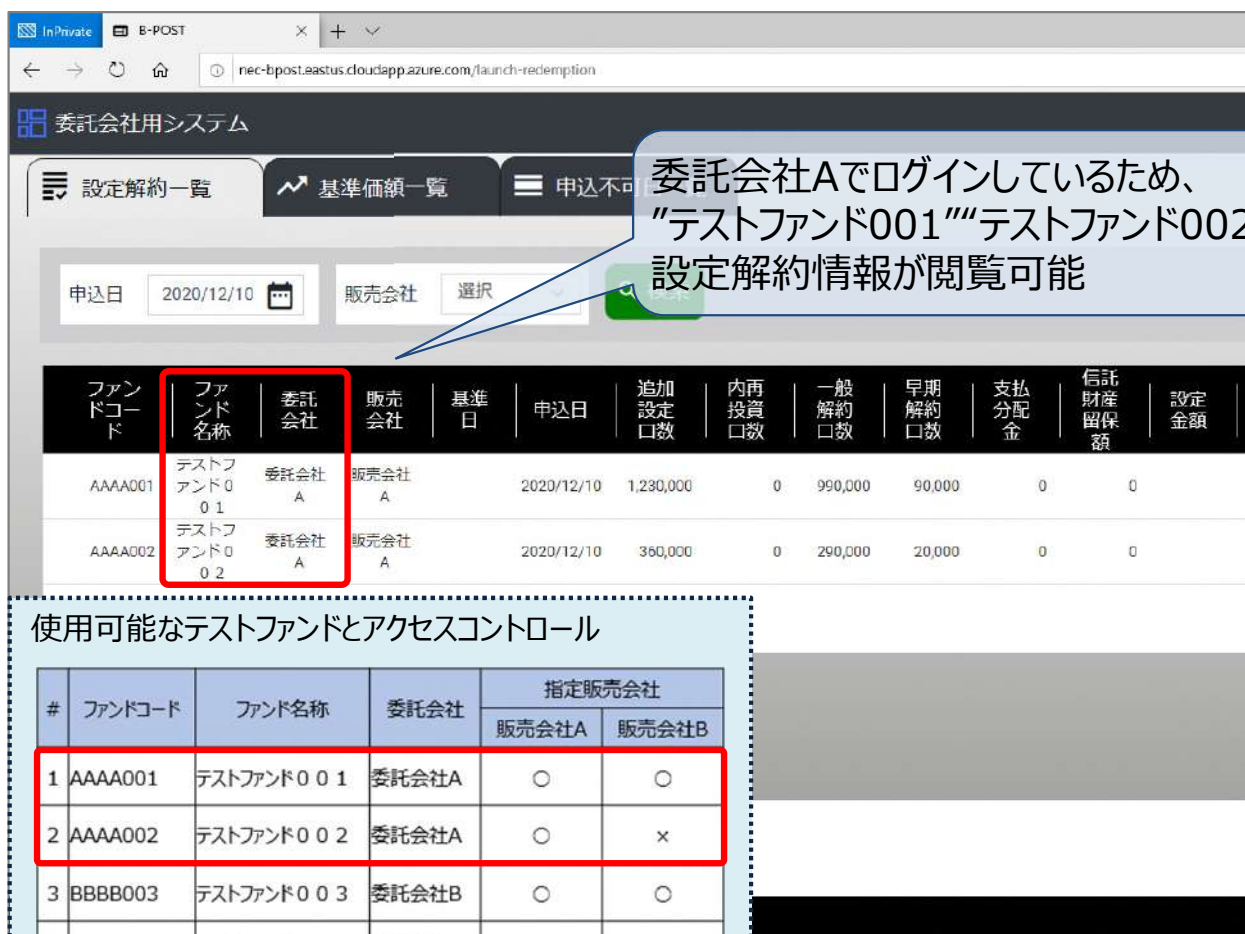 InPrivate B-POST
nec-bpost.eastus.cloudapp.azure.com/launch-redemption
委託会社用システム
設定解約一覧 基準価額一覧 申込不可
委託会社Aでログインしているため、
”テストファンド001”“テストファンド002
設定解約情報が閲覧可能
申込日 2020/12/10 販売会社 選択
ファン
ドコー
ド
ファ
ンド
名称
委託
会社
販売
会社
基準
日
申込日
追加
設定
口数
内再
投資
口数
一般
解約
口数
早期
解約
口数
支払
分配
金
信託
財産
留保
額
設定
金額
AAAA001
テストフ
ァンド0
01
委託会社
A
販売会社
A
2020/12/10 1,230,000 0 990,000 90,000 0 0
AAAA002
テストフ
ァンド0
02
委託会社
A
販売会社
A
2020/12/10 360,000 0 290,000 20,000 0 0
使用可能なテストファンドとアクセスコントロール
# ファンドコード ファンド名称 委託会社 指定販売会社
販売会社A 販売会社B
1 AAAA001 テストファンド001 委託会社A ○ ○
2 AAAA002 テストファンド002 委託会社A ○ ×
3 BBBB003 テストファンド003 委託会社B ○ ○